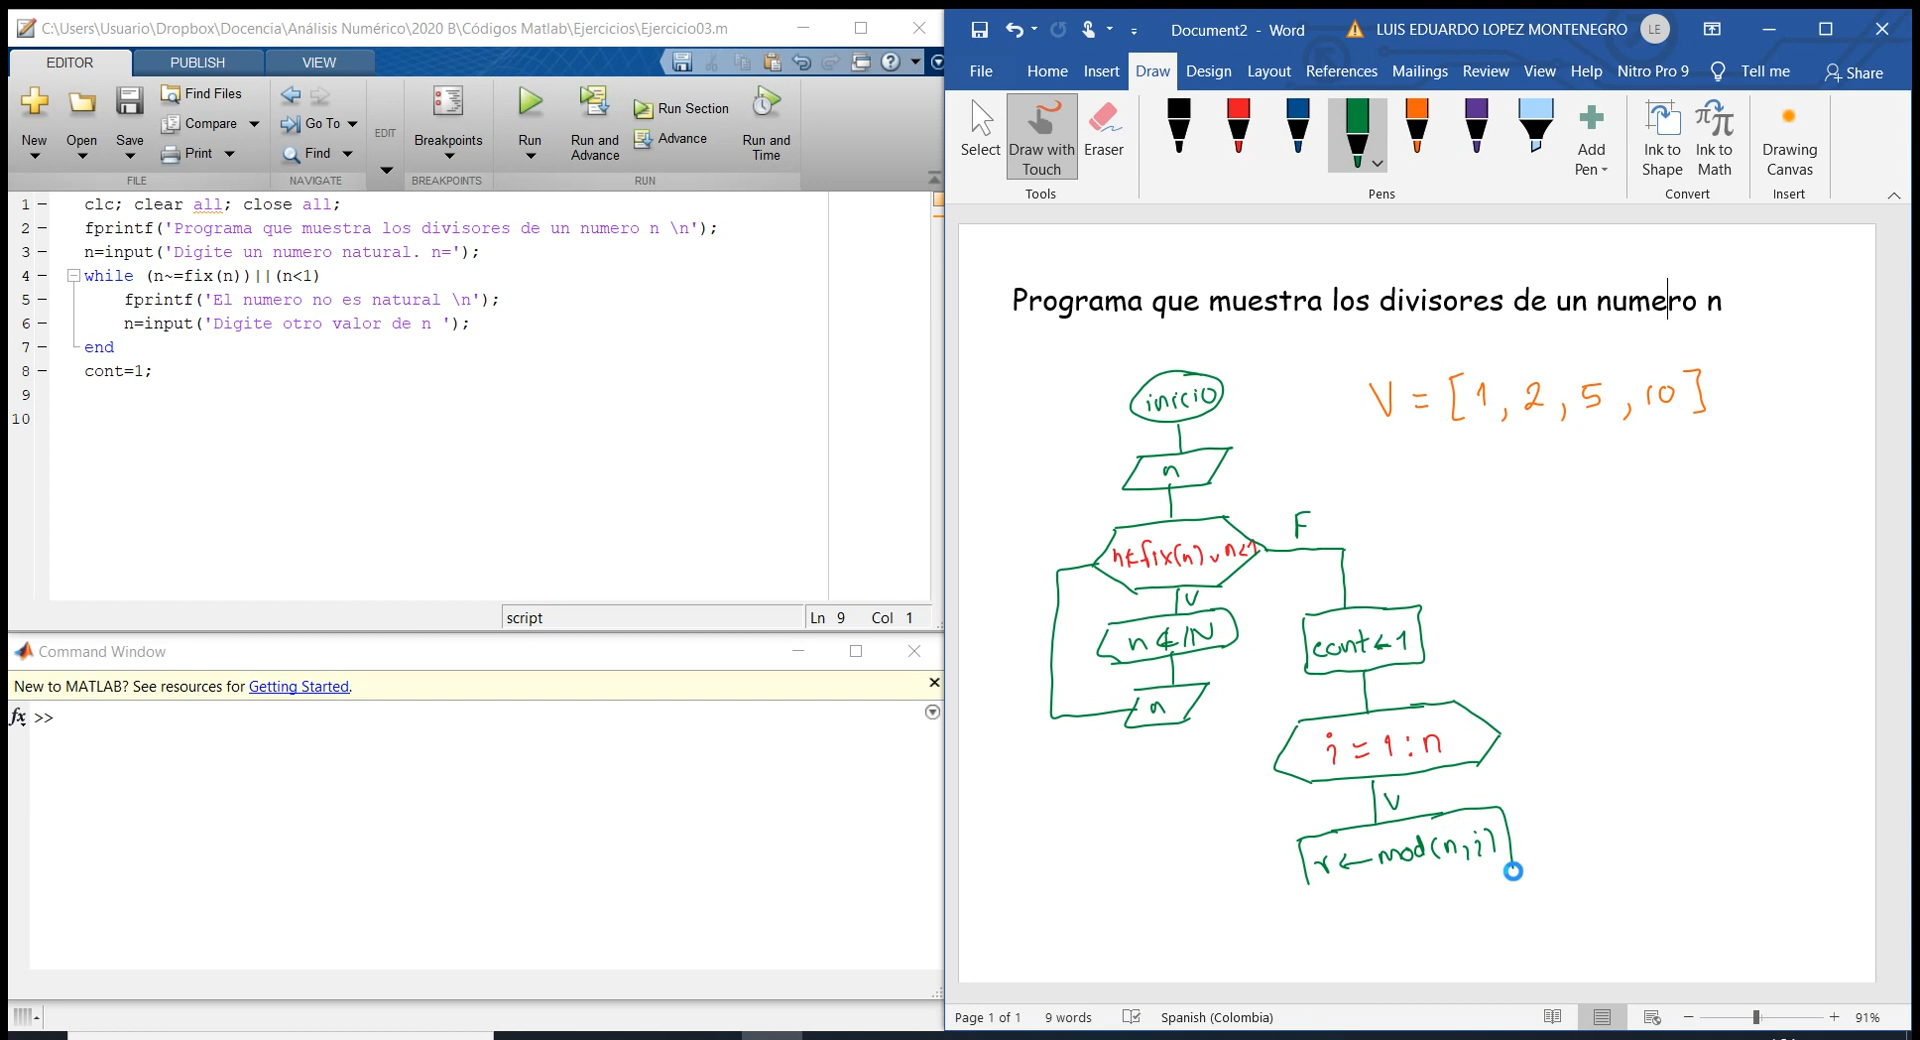 C:\Users\Usuario\Dropbox\Docencia\Análisis Numérico\2020 B\Códigos Matlab\Ejercicios\Ejercicio03.m
EDITOR PUBLISH VIEW
New Open Save
Find Files
Compare
Print
FILE
Go To
Find
NAVIGATE
EDIT
Breakpoints
BREAKPOINTS
Run
Run and Advance
Run Section
Advance
Run and Time
RUN
1 clc; clear all; close all;
2 fprintf('Programa que muestra los divisores de un numero n \n');
3 n=input('Digite un numero natural. n=');
4 while (n~=fix(n))||(n<1)
5 fprintf('El numero no es natural \n');
6 n=input('Digite otro valor de n ');
7 end
8 cont=1;
9
10
script Ln 9 Col 1
Command Window
New to MATLAB? See resources for Getting Started.
fx >>
Document2 - Word LUIS EDUARDO LOPEZ MONTENEGRO LE
File Home Insert Draw Design Layout References Mailings Review View Help Nitro Pro 9 Tell me Share
Select
Draw with Touch
Eraser
Tools
Pens
Add Pen
Ink to Shape
Ink to Math
Convert
Drawing Canvas
Insert
Programa que muestra los divisores de un numero n
inicio
V = [1, 2, 5, 10]
n
F
fix(n) v n<1
V
n ∉ IN
cont ← 1
n
i = 1 : n
V
r ← mod(n,i)
Page 1 of 1 9 words Spanish (Colombia) 91%